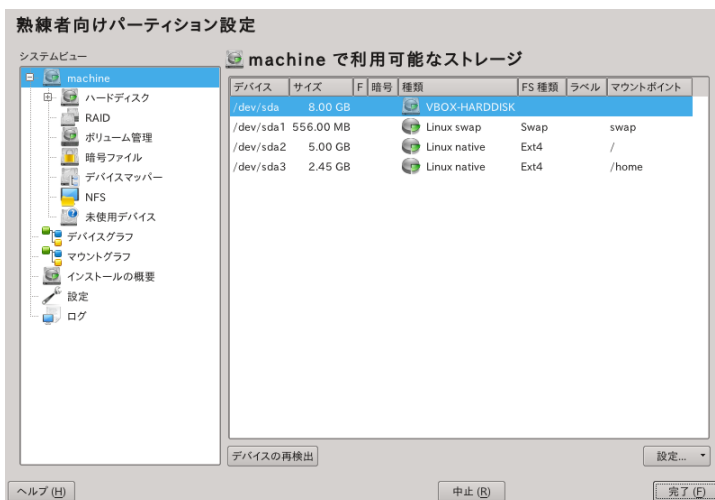 熟練者向けパーティション設定
システムビュー
machine
ハードディスク
RAID
ボリューム管理
暗号ファイル
デバイスマッパー
NFS
未使用デバイス
デバイスグラフ
マウントグラフ
インストールの概要
設定
ログ
machine で利用可能なストレージ
デバイス サイズ F 暗号 種類 FS 種類 ラベル マウントポイント
/dev/sda 8.00 GB VBOX-HARDDISK
/dev/sda1 556.00 MB Linux swap Swap swap
/dev/sda2 5.00 GB Linux native Ext4 /
/dev/sda3 2.45 GB Linux native Ext4 /home
デバイスの再検出 設定...
ヘルプ (H) 中止 (R) 完了 (F)